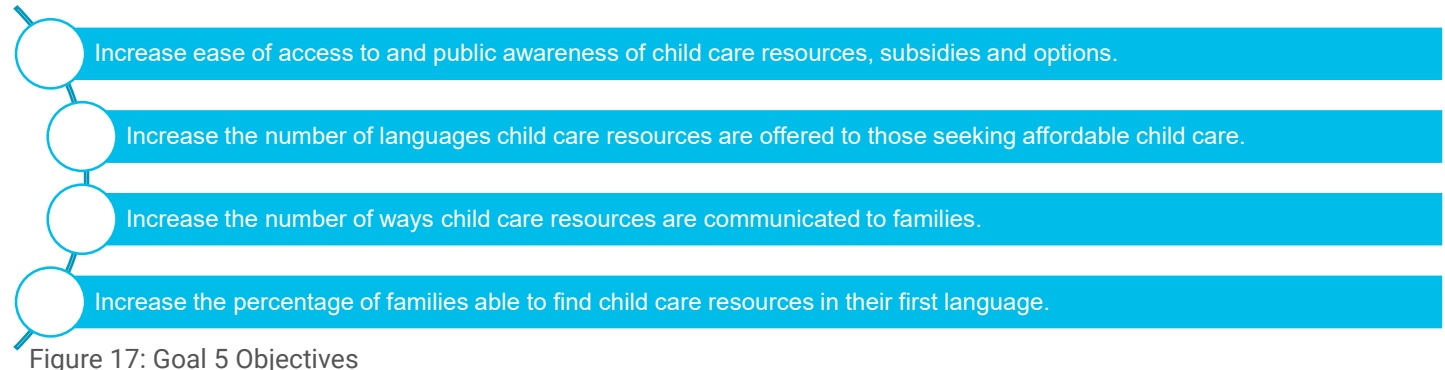 Increase ease of access to and public awareness of child care resources, subsidies and options.
Increase the number of languages child care resources are offered to those seeking affordable child care.
Increase the number of ways child care resources are communicated to families.
Increase the percentage of families able to find child care resources in their first language.
Figure 17: Goal 5 Objectives